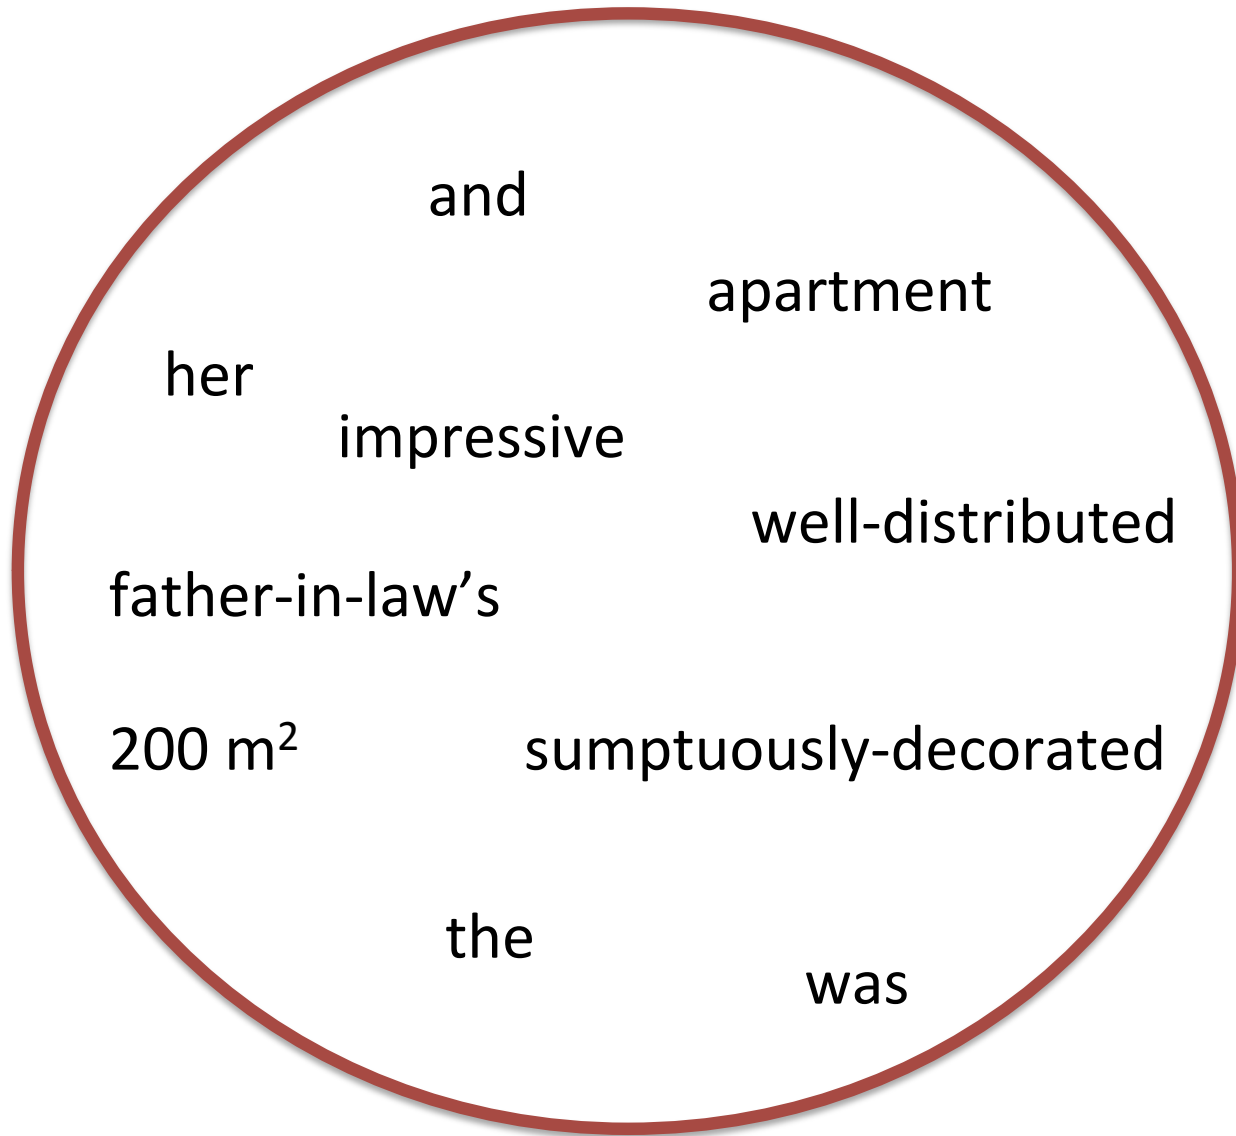 and
apartment
her
impressive
well-distributed
father-in-law’s
200 m²
sumptuously-decorated
the
was